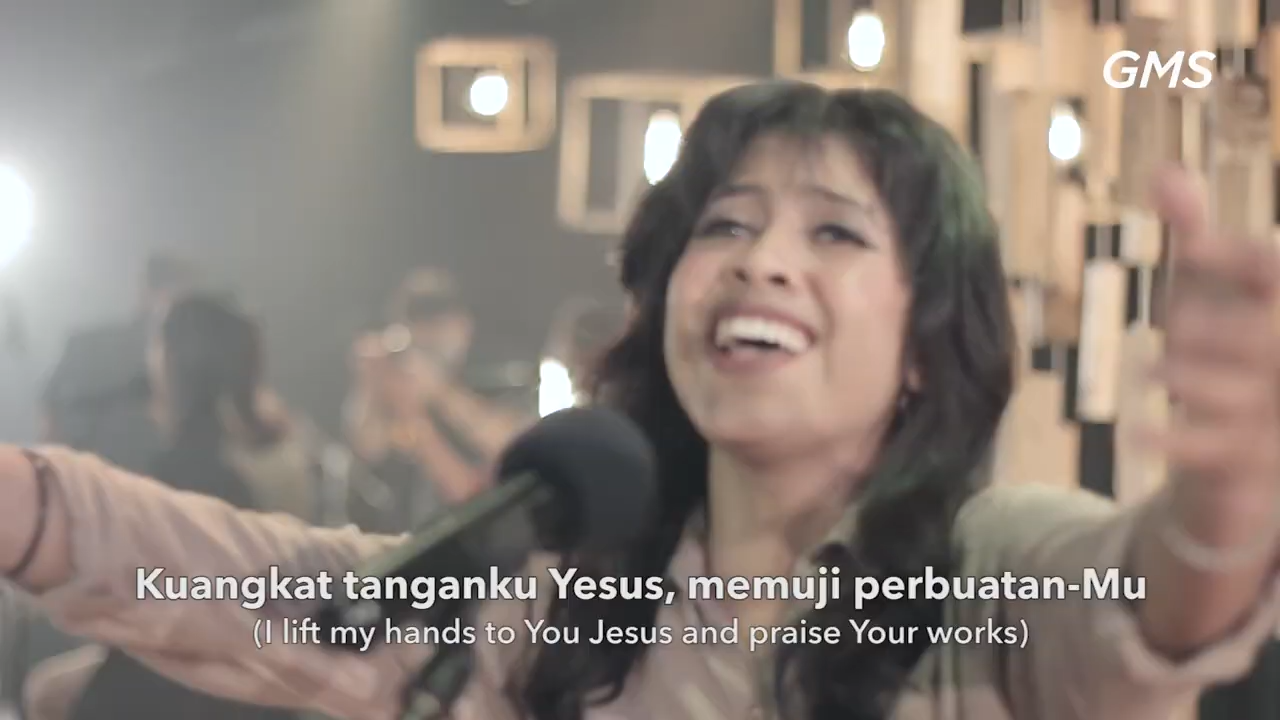 GMS
Kuangkat tanganku Yesus, memuji perbuatan-Mu
(I lift my hands to You Jesus and praise Your works)